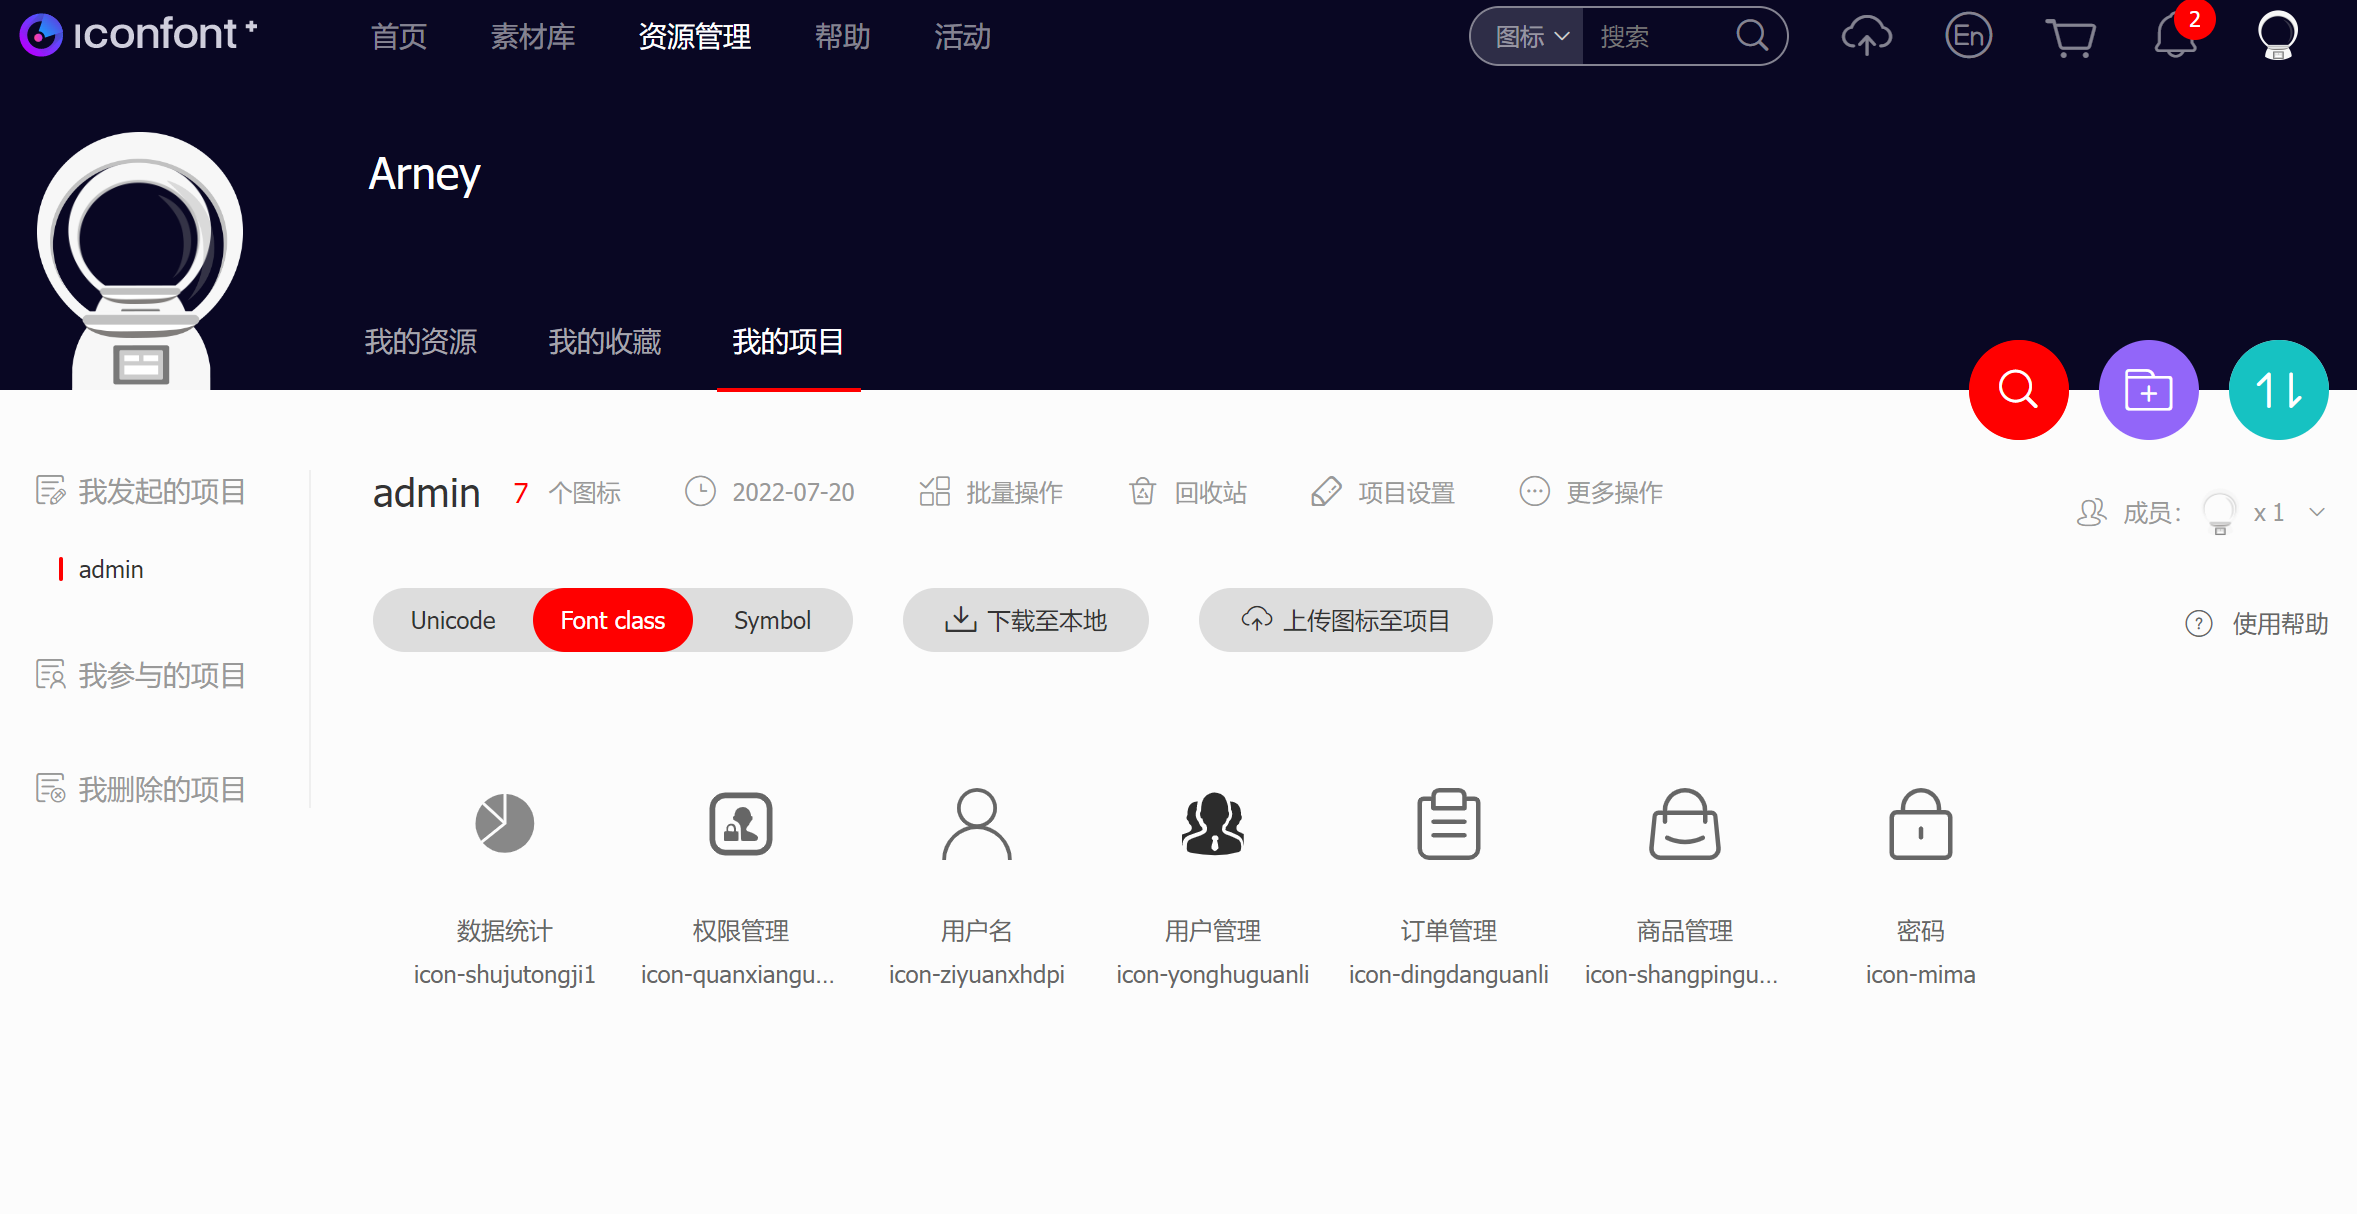 iconfont+ 首页 素材库 资源管理 帮助 活动 图标 搜索 En 2
Arney
我的资源 我的收藏 我的项目
我发起的项目
admin
我参与的项目
我删除的项目
admin 7 个图标 2022-07-20 批量操作 回收站 项目设置 更多操作
成员： x 1
Unicode Font class Symbol 下载至本地 上传图标至项目
? 使用帮助
数据统计 权限管理 用户名 用户管理 订单管理 商品管理 密码
icon-shujutongji1 icon-quanxiangu... icon-ziyuanxhdpi icon-yonghuguanli icon-dingdanguanli icon-shangpingu... icon-mima